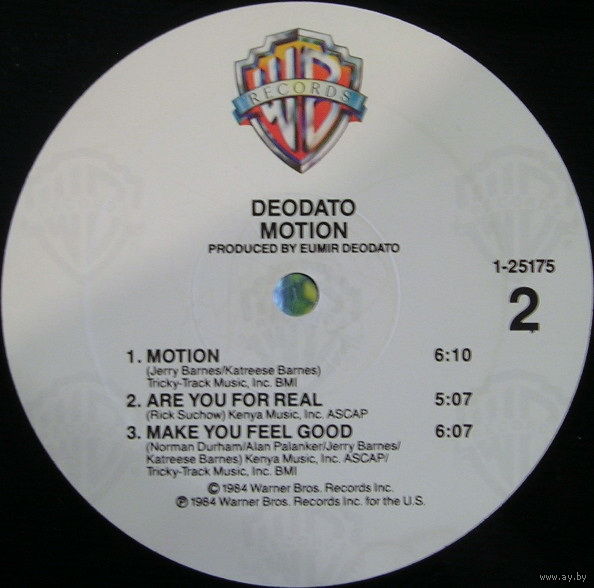 WB
RECORDS
DEODATO
MOTION
PRODUCED BY EUMIR DEODATO
1-25175
2
1. MOTION 6:10
(Jerry Barnes/Katreese Barnes)
Tricky-Track Music, Inc. BMI
2. ARE YOU FOR REAL 5:07
(Rick Suchow) Kenya Music, Inc. ASCAP
3. MAKE YOU FEEL GOOD 6:07
(Norman Durham/Alan Palanker/Jerry Barnes/
Katreese Barnes) Kenya Music, Inc. ASCAP/
Tricky-Track Music, Inc. BMI
© 1984 Warner Bros. Records Inc.
℗ 1984 Warner Bros. Records Inc. for the U.S.
www.ay.by